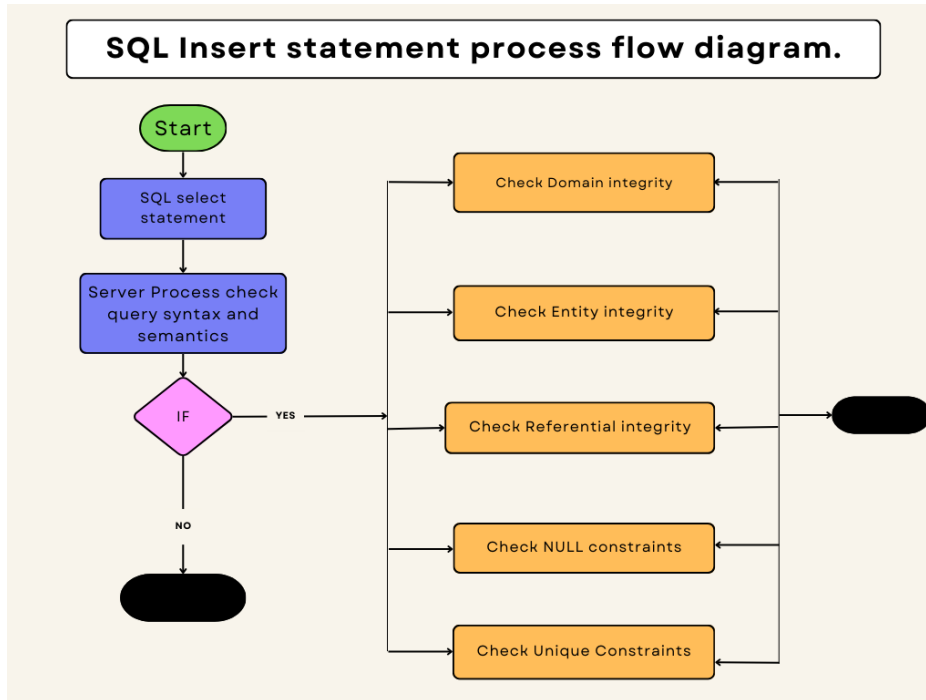 SQL Insert statement process flow diagram.
Start
SQL select
statement
Server Process check
query syntax and
semantics
IF
YES
NO
Check Domain integrity
Check Entity integrity
Check Referential integrity
Check NULL constraints
Check Unique Constraints